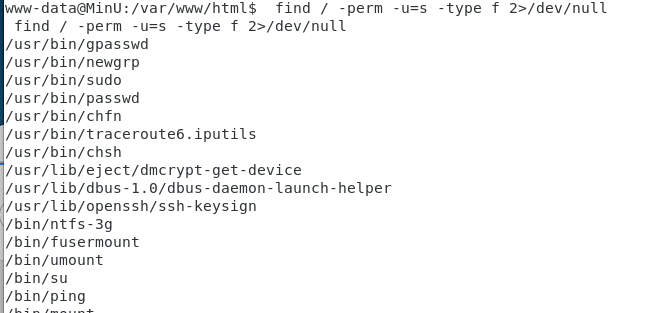 www-data@MinU:/var/www/html$  find / -perm -u=s -type f 2>/dev/null
 find / -perm -u=s -type f 2>/dev/null
/usr/bin/gpasswd
/usr/bin/newgrp
/usr/bin/sudo
/usr/bin/passwd
/usr/bin/chfn
/usr/bin/traceroute6.iputils
/usr/bin/chsh
/usr/lib/eject/dmcrypt-get-device
/usr/lib/dbus-1.0/dbus-daemon-launch-helper
/usr/lib/openssh/ssh-keysign
/bin/ntfs-3g
/bin/fusermount
/bin/umount
/bin/su
/bin/ping
/bin/mount